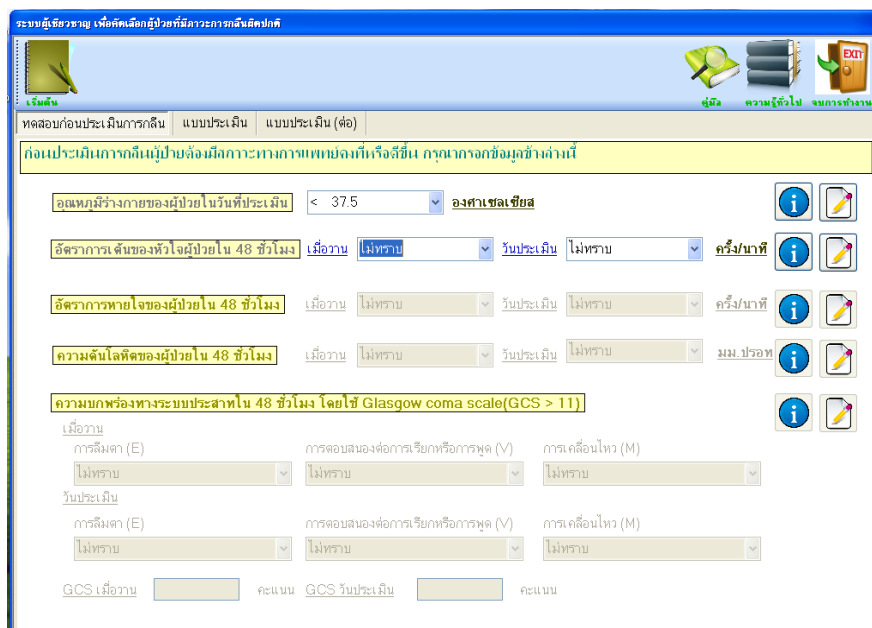 ระบบผู้เชียวชาญ เพื่อคัดเลือกผู้ป่วยที่มีภาวะการกลืนผิดปกติ
EXIT
เริ่มต้น คู่มือ ความรู้ทั่วไป จบการทำงาน
ทดสอบก่อนประเมินการกลืน แบบประเมิน แบบประเมิน (ต่อ)
ก่อนประเมินการกลืนผู้ป่วยต้องมีสภาวะทางการแพทย์คงที่หรือดีขึ้น กรุณากรอกข้อมูลข้างล่างนี้
อุณหภูมิร่างกายของผู้ป่วยในวันที่ประเมิน < 37.5 องศาเซลเซียส
อัตราการเต้นของหัวใจผู้ป่วยใน 48 ชั่วโมง เมื่อวาน ไม่ทราบ วันประเมิน ไม่ทราบ ครั้ง/นาที
อัตราการหายใจของผู้ป่วยใน 48 ชั่วโมง เมื่อวาน ไม่ทราบ วันประเมิน ไม่ทราบ ครั้ง/นาที
ความดันโลหิตของผู้ป่วยใน 48 ชั่วโมง เมื่อวาน ไม่ทราบ วันประเมิน ไม่ทราบ มม.ปรอท
ความบกพร่องทางระบบประสาทใน 48 ชั่วโมง โดยใช้ Glasgow coma scale(GCS > 11)
เมื่อวาน
การลืมตา (E) การตอบสนองต่อการเรียกหรือการพูด (V) การเคลื่อนไหว (M)
ไม่ทราบ ไม่ทราบ ไม่ทราบ
วันประเมิน
การลืมตา (E) การตอบสนองต่อการเรียกหรือการพูด (V) การเคลื่อนไหว (M)
ไม่ทราบ ไม่ทราบ ไม่ทราบ
GCS เมื่อวาน คะแนน GCS วันประเมิน คะแนน